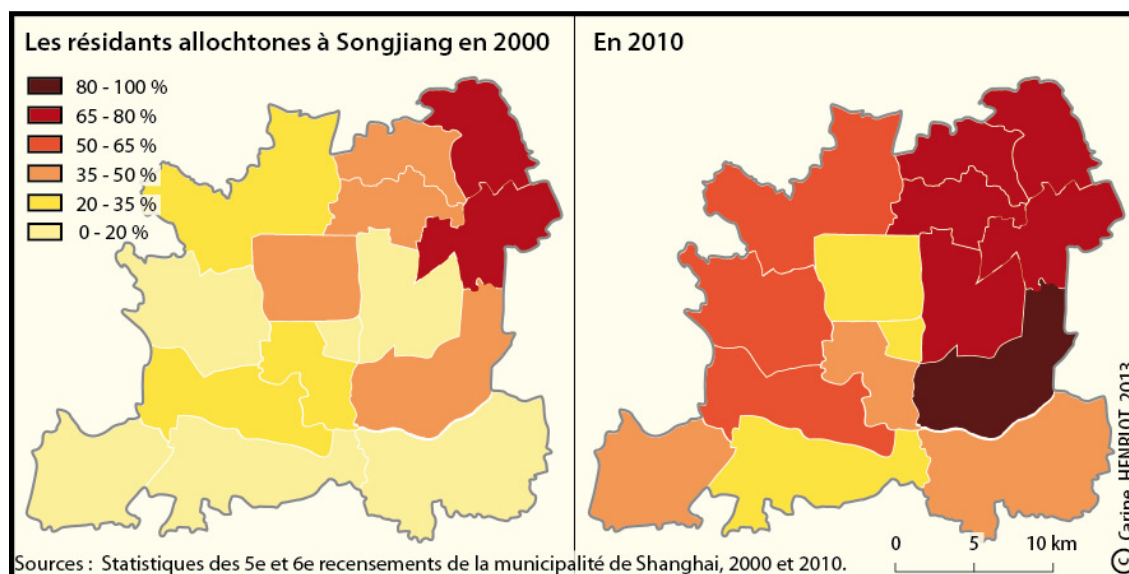 Les résidants allochtones à Songjiang en 2000
En 2010
80 - 100 %
65 - 80 %
50 - 65 %
35 - 50 %
20 - 35 %
0 - 20 %
© Carine HENRIOT, 2013
0 5 10 km
Sources : Statistiques des 5e et 6e recensements de la municipalité de Shanghai, 2000 et 2010.